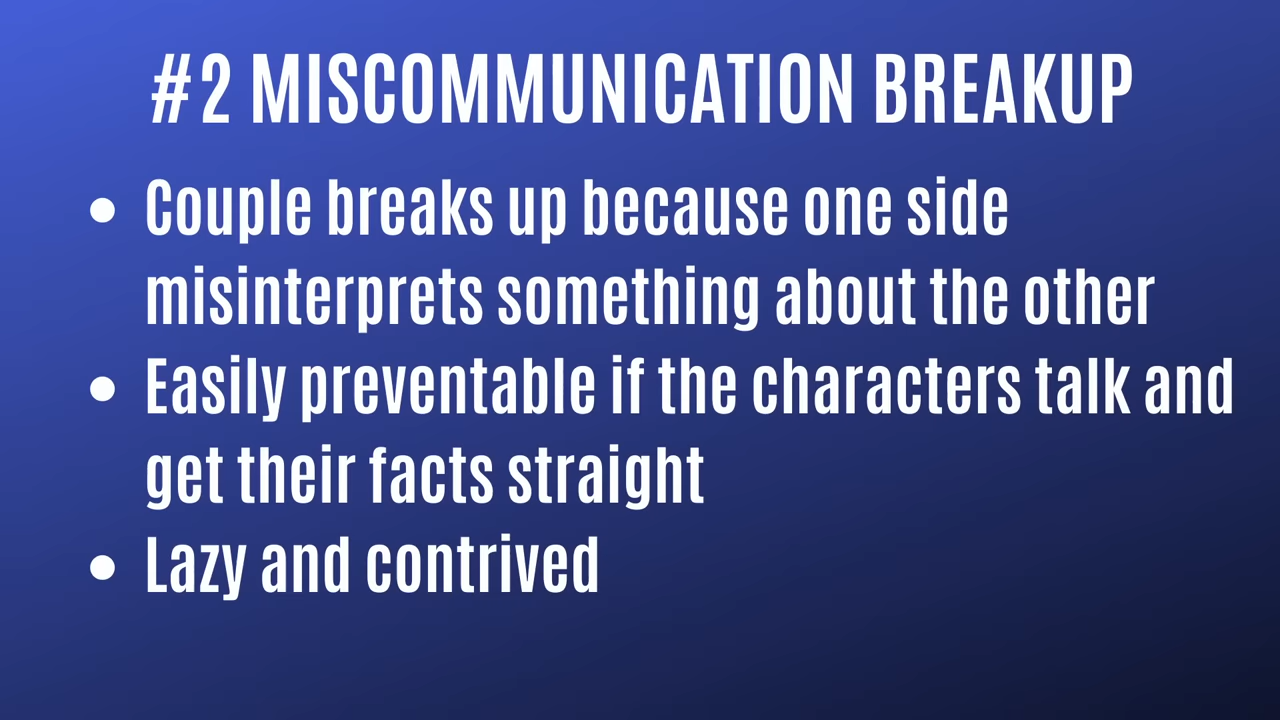 #2 MISCOMMUNICATION BREAKUP
• Couple breaks up because one side
misinterprets something about the other
• Easily preventable if the characters talk and
get their facts straight
• Lazy and contrived